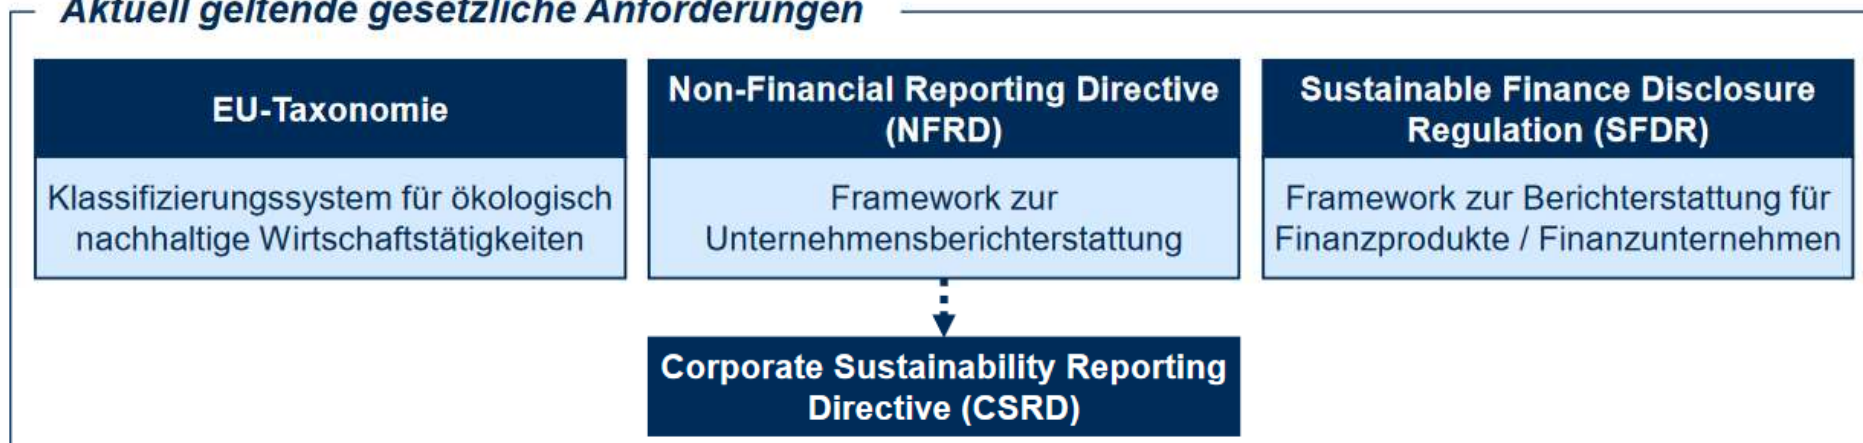 Aktuell geltende gesetzliche Anforderungen
EU-Taxonomie
Klassifizierungssystem für ökologisch
nachhaltige Wirtschaftstätigkeiten
Non-Financial Reporting Directive
(NFRD)
Framework zur
Unternehmensberichterstattung
Sustainable Finance Disclosure
Regulation (SFDR)
Framework zur Berichterstattung für
Finanzprodukte / Finanzunternehmen
Corporate Sustainability Reporting
Directive (CSRD)